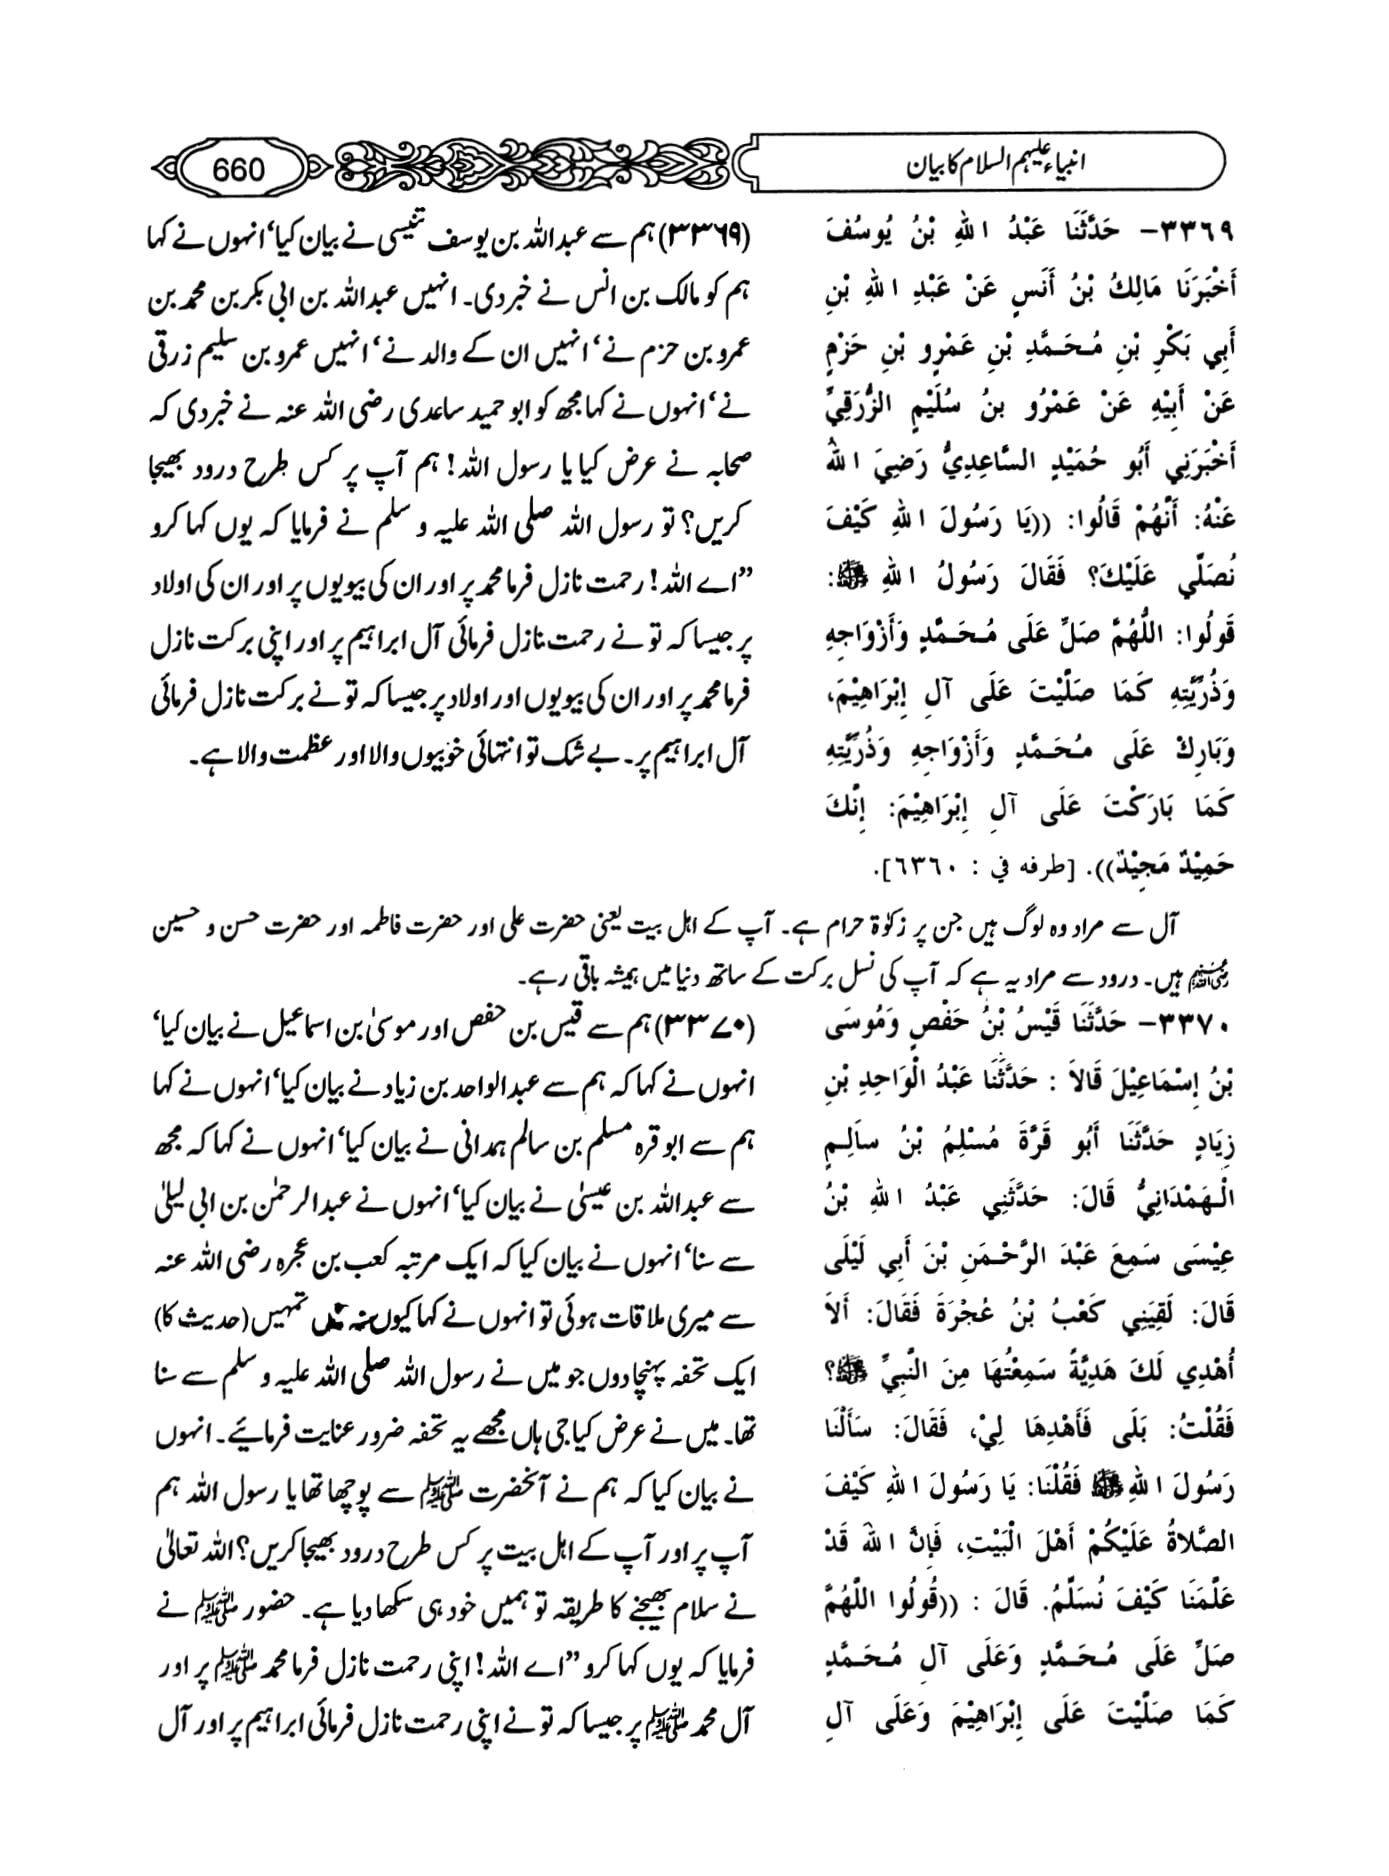 انبیاء علیہم السلام کا بیان
660
٣٣٦٩- حَدَّثَنَا عَبْدُ اللهِ بْنُ يُوسُفَ
أَخْبَرَنَا مَالِكُ بْنُ أَنَسٍ عَنْ عَبْدِ اللهِ بْنِ
أَبِي بَكْرِ بْنِ مُحَمَّدِ بْنِ عَمْرِو بْنِ حَزْمٍ
عَنْ أَبِيْهِ عَنْ عَمْرُو بنُ سُلَيْمٍ الزُّرَقِيِّ
أَخْبَرَنِي أَبُو حُمَيْدٍ السَّاعِدِيُّ رَضِيَ اللهُ
عَنْهُ: أَنَّهُمْ قَالُوا: ((يَا رَسُولَ اللهِ كَيْفَ
نُصَلِّي عَلَيْكَ؟ فَقَالَ رَسُولُ اللهِ ﷺ:
قُولُوا: اللَّهُمَّ صَلِّ عَلَى مُحَمَّدٍ وَأَزْوَاجِهِ
وَذُرِّيَّتِهِ كَمَا صَلَّيْتَ عَلَى آلِ إِبْرَاهِيْمَ،
وَبَارِكْ عَلَى مُحَمَّدٍ وَأَزْوَاجِهِ وَذُرِّيَّتِهِ
كَمَا بَارَكْتَ عَلَى آلِ إِبْرَاهِيْمَ: إِنَّكَ
حَمِيْدٌ مَجِيْدٌ)). [طرفه في : ٦٣٦٠].
(٣٣٦٩) ہم سے عبداللہ بن یوسف تنیسی نے بیان کیا‘ انہوں نے کہا
ہم کو مالک بن انس نے خبر دی۔ انہیں عبداللہ بن ابی بکر بن محمد بن
عمرو بن حزم نے‘ انہیں ان کے والد نے‘ انہیں عمرو بن سلیم زرقی
نے‘ انہوں نے کہا مجھ کو ابو حمید ساعدی رضی اللہ عنہ نے خبر دی کہ
صحابہ نے عرض کیا یا رسول اللہ! ہم آپ پر کس طرح درود بھیجا
کریں؟ تو رسول اللہ صلی اللہ علیہ و سلم نے فرمایا کہ یوں کہا کرو
”اے اللہ! رحمت نازل فرما محمد پر اور ان کی بیویوں پر اور ان کی اولاد
پر جیسا کہ تو نے رحمت نازل فرمائی آل ابراہیم پر اور اپنی برکت نازل
فرما محمد پر اور ان کی بیویوں اور اولاد پر جیسا کہ تو نے برکت نازل فرمائی
آل ابراہیم پر۔ بے شک تو انتہائی خوبیوں والا اور عظمت والا ہے۔
آل سے مراد وہ لوگ ہیں جن پر زکوٰۃ حرام ہے۔ آپ کے اہل بیت یعنی حضرت علی اور حضرت فاطمہ اور حضرت حسن و حسین
رضی اللہ عنہم ہیں۔ درود سے مراد یہ ہے کہ آپ کی نسل برکت کے ساتھ دنیا میں ہمیشہ باقی رہے۔
٣٣٧٠- حَدَّثَنَا قَيْسُ بْنُ حَفْصٍ وَمُوسَى
بْنُ إِسْمَاعِيْلَ قَالاَ : حَدَّثَنَا عَبْدُ الْوَاحِدِ بْنِ
زِيَادٍ حَدَّثَنَا أَبُو قَرَّةَ مُسْلِمُ بْنُ سالِمٍ
الْهَمْدَانِيُّ قَالَ: حَدَّثَنِي عَبْدُ اللهِ بْنُ
عِيْسَى سَمِعَ عَبْدَ الرَّحْمَنِ بْنَ أَبِي لَيْلَى
قَالَ: لَقِيَنِي كَعْبُ بْنُ عُجْرَةَ فَقَالَ: أَلاَ
أُهْدِي لَكَ هَدِيَّةً سَمِعْتُهَا مِنَ النَّبِيِّ ﷺ؟
فَقُلْتُ: بَلَى فَأَهْدِهَا لِيْ، فَقَالَ: سَأَلْنَا
رَسُولَ اللهِ ﷺ فَقُلْنَا: يَا رَسُولَ اللهِ كَيْفَ
الصَّلاَةُ عَلَيْكُمْ أَهْلَ الْبَيْتِ، فَإِنَّ اللهَ قَدْ
عَلَّمَنَا كَيْفَ نُسَلِّمُ. قَالَ : ((قُولُوا اللَّهُمَّ
صَلِّ عَلَى مُحَمَّدٍ وَعَلَى آلِ مُحَمَّدٍ
كَمَا صَلَّيْتَ عَلَى إِبْرَاهِيْمَ وَعَلَى آلِ
(٣٣٧٠) ہم سے قیس بن حفص اور موسیٰ بن اسماعیل نے بیان کیا‘
انہوں نے کہا کہ ہم سے عبدالواحد بن زیاد نے بیان کیا‘ انہوں نے کہا
ہم سے ابو قرہ مسلم بن سالم ہمدانی نے بیان کیا‘ انہوں نے کہا کہ مجھ
سے عبداللہ بن عیسیٰ نے بیان کیا‘ انہوں نے عبدالرحمٰن بن ابی لیلیٰ
سے سنا‘ انہوں نے بیان کیا کہ ایک مرتبہ کعب بن عجرہ رضی اللہ عنہ
سے میری ملاقات ہوئی تو انہوں نے کہا کیوں نہ میں تمہیں (حدیث کا)
ایک تحفہ پہنچا دوں جو میں نے رسول اللہ صلی اللہ علیہ و سلم سے سنا
تھا۔ میں نے عرض کیا جی ہاں مجھے یہ تحفہ ضرور عنایت فرمائیے۔ انہوں
نے بیان کیا کہ ہم نے آنحضرت ﷺ سے پوچھا تھا یا رسول اللہ ہم
آپ پر اور آپ کے اہل بیت پر کس طرح درود بھیجا کریں؟ اللہ تعالیٰ
نے سلام بھیجنے کا طریقہ تو ہمیں خود ہی سکھا دیا ہے۔ حضور ﷺ نے
فرمایا کہ یوں کہا کرو ”اے اللہ! اپنی رحمت نازل فرما محمد ﷺ پر اور
آل محمد ﷺ پر جیسا کہ تو نے اپنی رحمت نازل فرمائی ابراہیم پر اور آل